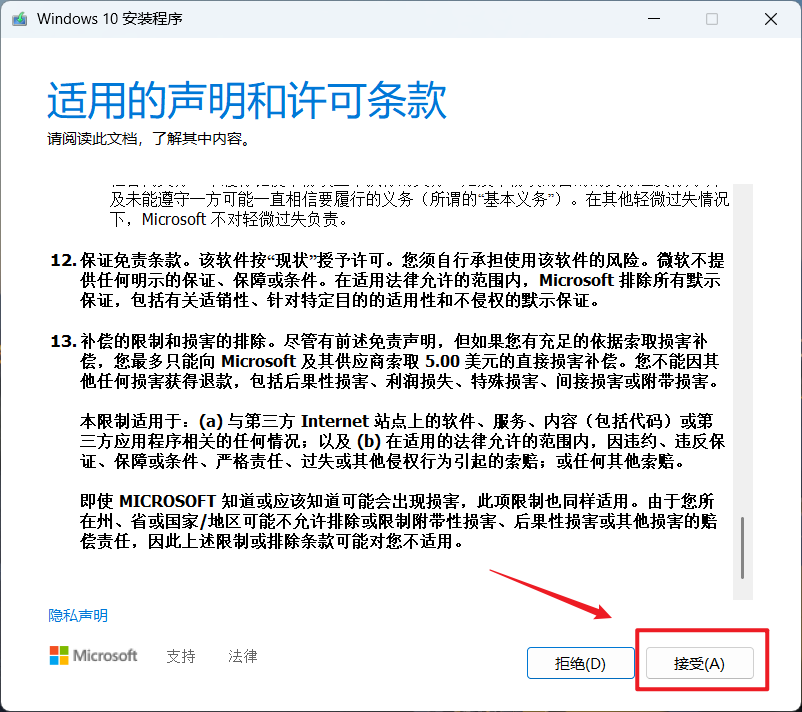 Windows 10 安装程序
适用的声明和许可条款
请阅读此文档，了解其中内容。
及未能遵守一方可能一直相信要履行的义务（所谓的“基本义务”）。在其他轻微过失情况
下，Microsoft 不对轻微过失负责。
12. 保证免责条款。该软件按“现状”授予许可。您须自行承担使用该软件的风险。微软不提
供任何明示的保证、保障或条件。在适用法律允许的范围内，Microsoft 排除所有默示
保证，包括有关适销性、针对特定目的的适用性和不侵权的默示保证。
13. 补偿的限制和损害的排除。尽管有前述免责声明，但如果您有充足的依据索取损害补
偿，您最多只能向 Microsoft 及其供应商索取 5.00 美元的直接损害补偿。您不能因其
他任何损害获得退款，包括后果性损害、利润损失、特殊损害、间接损害或附带损害。
本限制适用于：(a) 与第三方 Internet 站点上的软件、服务、内容（包括代码）或第
三方应用程序相关的任何情况；以及 (b) 在适用的法律允许的范围内，因违约、违反保
证、保障或条件、严格责任、过失或其他侵权行为引起的索赔；或任何其他索赔。
即使 MICROSOFT 知道或应该知道可能会出现损害，此项限制也同样适用。由于您所
在州、省或国家/地区可能不允许排除或限制附带性损害、后果性损害或其他损害的赔
偿责任，因此上述限制或排除条款可能对您不适用。
隐私声明
Microsoft 支持 法律 拒绝(D) 接受(A)